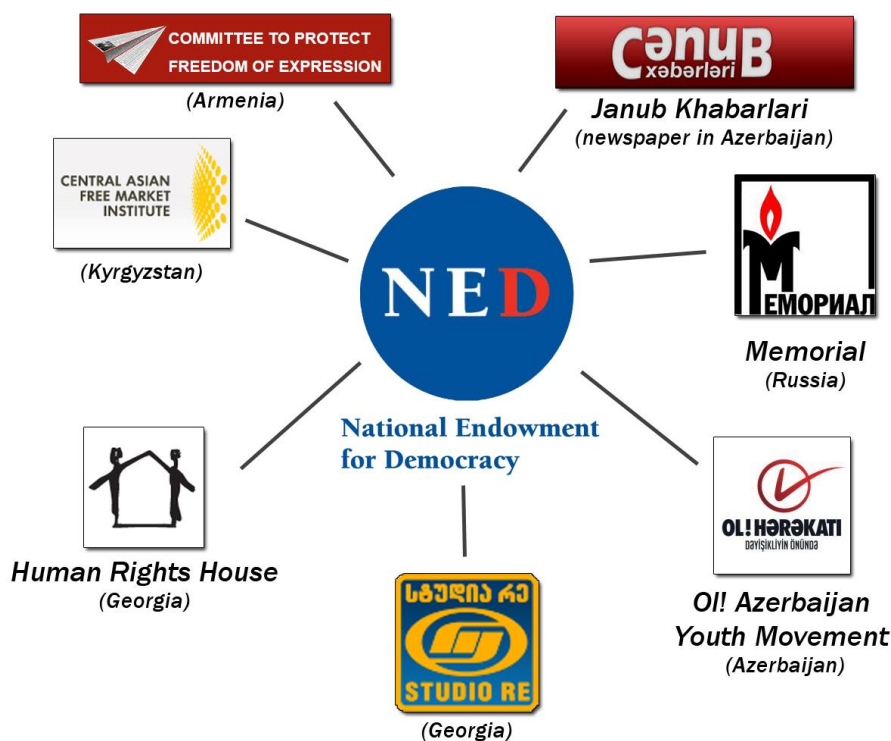 COMMITTEE TO PROTECT
FREEDOM OF EXPRESSION
(Armenia)
CənuB
xəbərləri
Janub Khabarlari
(newspaper in Azerbaijan)
CENTRAL ASIAN
FREE MARKET
INSTITUTE
(Kyrgyzstan)
NED
National Endowment
for Democracy
МЕМОРИАЛ
Memorial
(Russia)
Human Rights House
(Georgia)
სტუდია რე
STUDIO RE
(Georgia)
OL! HƏRƏKATI
DƏYİŞİKLİYİN ÖNÜNDƏ
Ol! Azerbaijan
Youth Movement
(Azerbaijan)